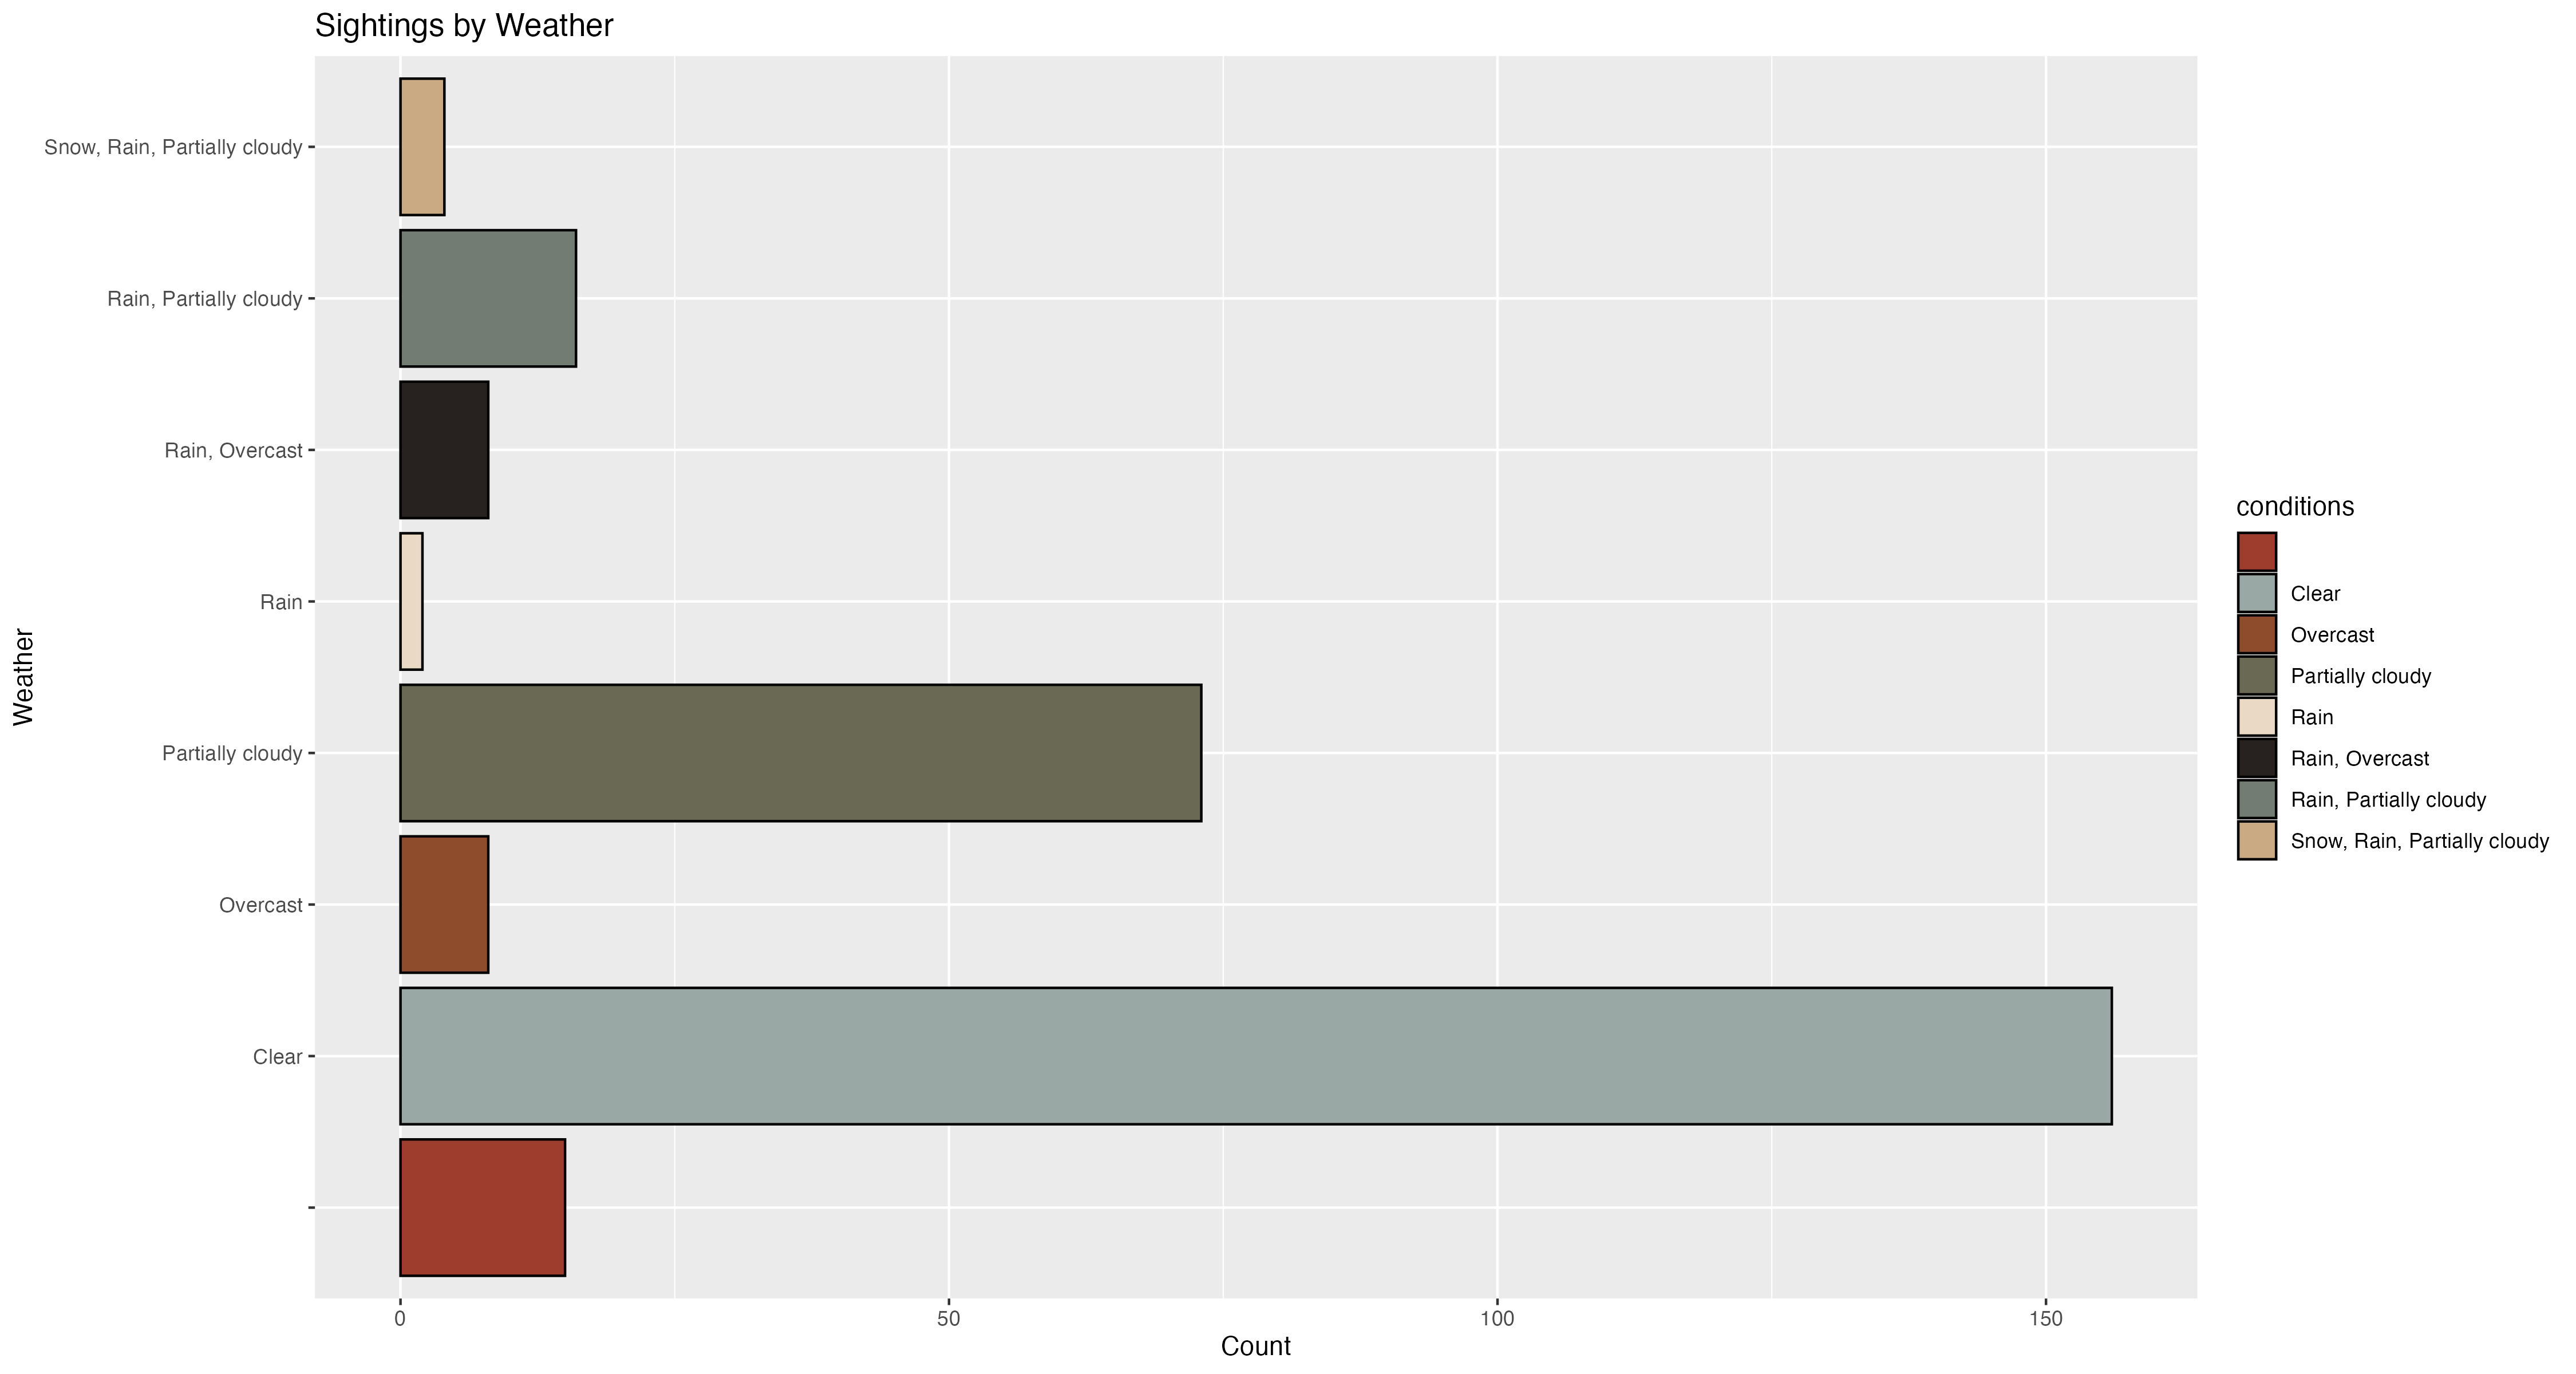 Sightings by Weather
Weather
Snow, Rain, Partially cloudy
Rain, Partially cloudy
Rain, Overcast
Rain
Partially cloudy
Overcast
Clear
0
50
100
150
Count
conditions
Clear
Overcast
Partially cloudy
Rain
Rain, Overcast
Rain, Partially cloudy
Snow, Rain, Partially cloudy